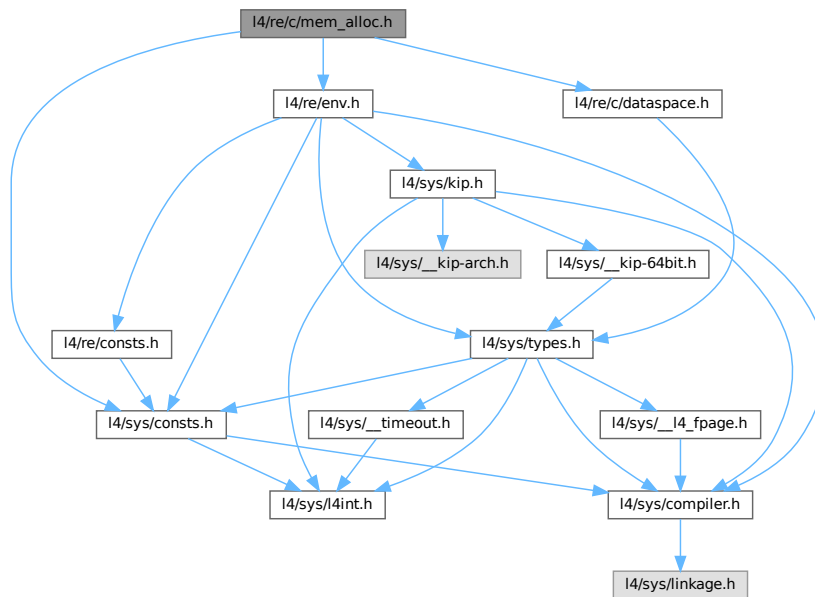 l4/re/c/mem_alloc.h
l4/re/env.h
l4/re/c/dataspace.h
l4/sys/kip.h
l4/sys/__kip-arch.h
l4/sys/__kip-64bit.h
l4/re/consts.h
l4/sys/types.h
l4/sys/consts.h
l4/sys/__timeout.h
l4/sys/__l4_fpage.h
l4/sys/l4int.h
l4/sys/compiler.h
l4/sys/linkage.h